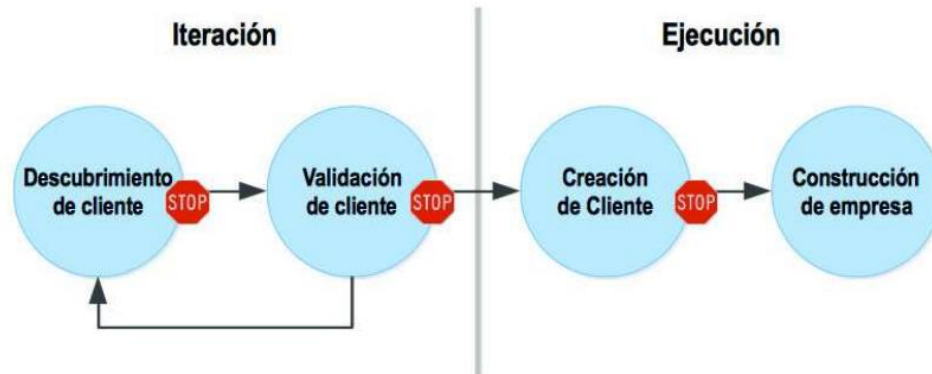 Iteración
Ejecución
Descubrimiento
de cliente
STOP
Validación
de cliente
STOP
Creación
de Cliente
STOP
Construcción
de empresa